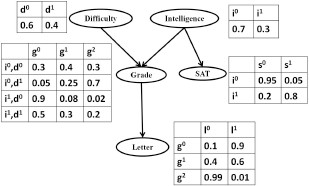 d⁰ d¹
0.6 0.4
Difficulty
Intelligence
i⁰ i¹
0.7 0.3
g⁰ g¹ g²
i⁰,d⁰ 0.3 0.4 0.3
i⁰,d¹ 0.05 0.25 0.7
i¹,d⁰ 0.9 0.08 0.02
i¹,d¹ 0.5 0.3 0.2
Grade
SAT
s⁰ s¹
i⁰ 0.95 0.05
i¹ 0.2 0.8
Letter
l⁰ l¹
g⁰ 0.1 0.9
g¹ 0.4 0.6
g² 0.99 0.01